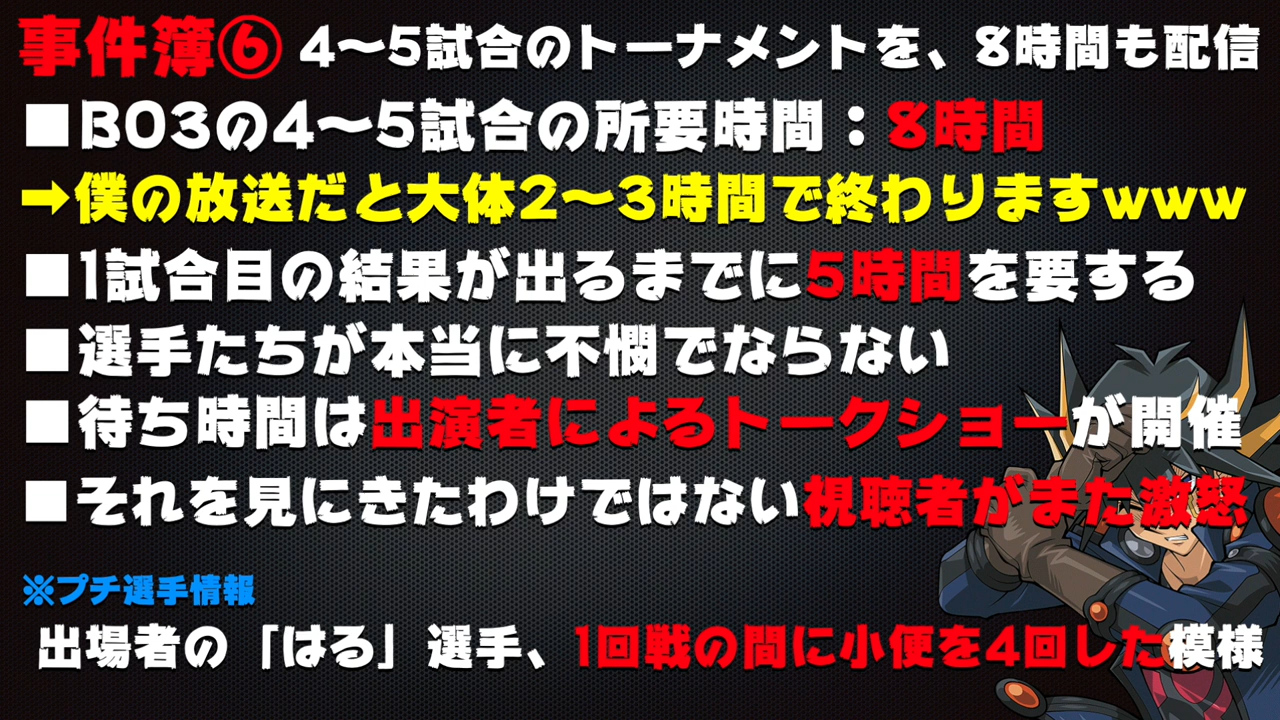 事件簿⑥ 4〜5試合のトーナメントを、8時間も配信
■BO3の4〜5試合の所要時間：8時間
➡僕の放送だと大体2〜3時間で終わりますwww
■1試合目の結果が出るまでに5時間を要する
■選手たちが本当に不憫でならない
■待ち時間は出演者によるトークショーが開催
■それを見にきたわけではない視聴者がまた激怒
※プチ選手情報
出場者の「はる」選手、1回戦の間に小便を4回した模様